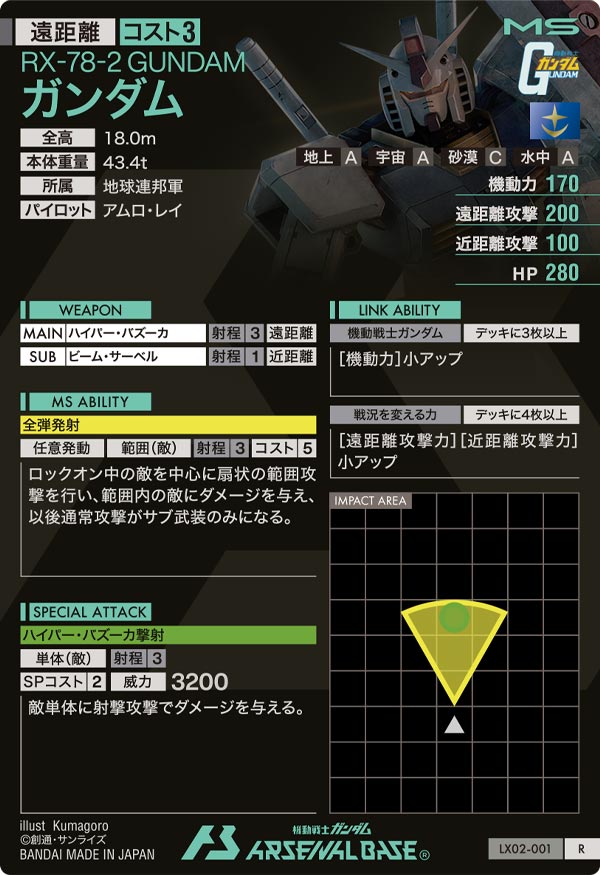 遠距離 コスト3
MS
RX-78-2 GUNDAM
ガンダム
機動戦士
ガンダム
GUNDAM
全高 18.0m
本体重量 43.4t
所属 地球連邦軍
パイロット アムロ・レイ
地上 A 宇宙 A 砂漠 C 水中 A
機動力 170
遠距離攻撃 200
近距離攻撃 100
HP 280
WEAPON
MAIN ハイパー・バズーカ 射程 3 遠距離
SUB ビーム・サーベル 射程 1 近距離
MS ABILITY
全弾発射
任意発動 範囲(敵) 射程 3 コスト 5
ロックオン中の敵を中心に扇状の範囲攻
撃を行い、範囲内の敵にダメージを与え、
以後通常攻撃がサブ武装のみになる。
SPECIAL ATTACK
ハイパー・バズーカ撃射
単体(敵) 射程 3
SPコスト 2 威力 3200
敵単体に射撃攻撃でダメージを与える。
LINK ABILITY
機動戦士ガンダム デッキに3枚以上
[機動力]小アップ
戦況を変える力 デッキに4枚以上
[遠距離攻撃力][近距離攻撃力]
小アップ
IMPACT AREA
illust Kumagoro
©創通・サンライズ
BANDAI MADE IN JAPAN
機動戦士ガンダム
ARSENAL BASE®
LX02-001 R